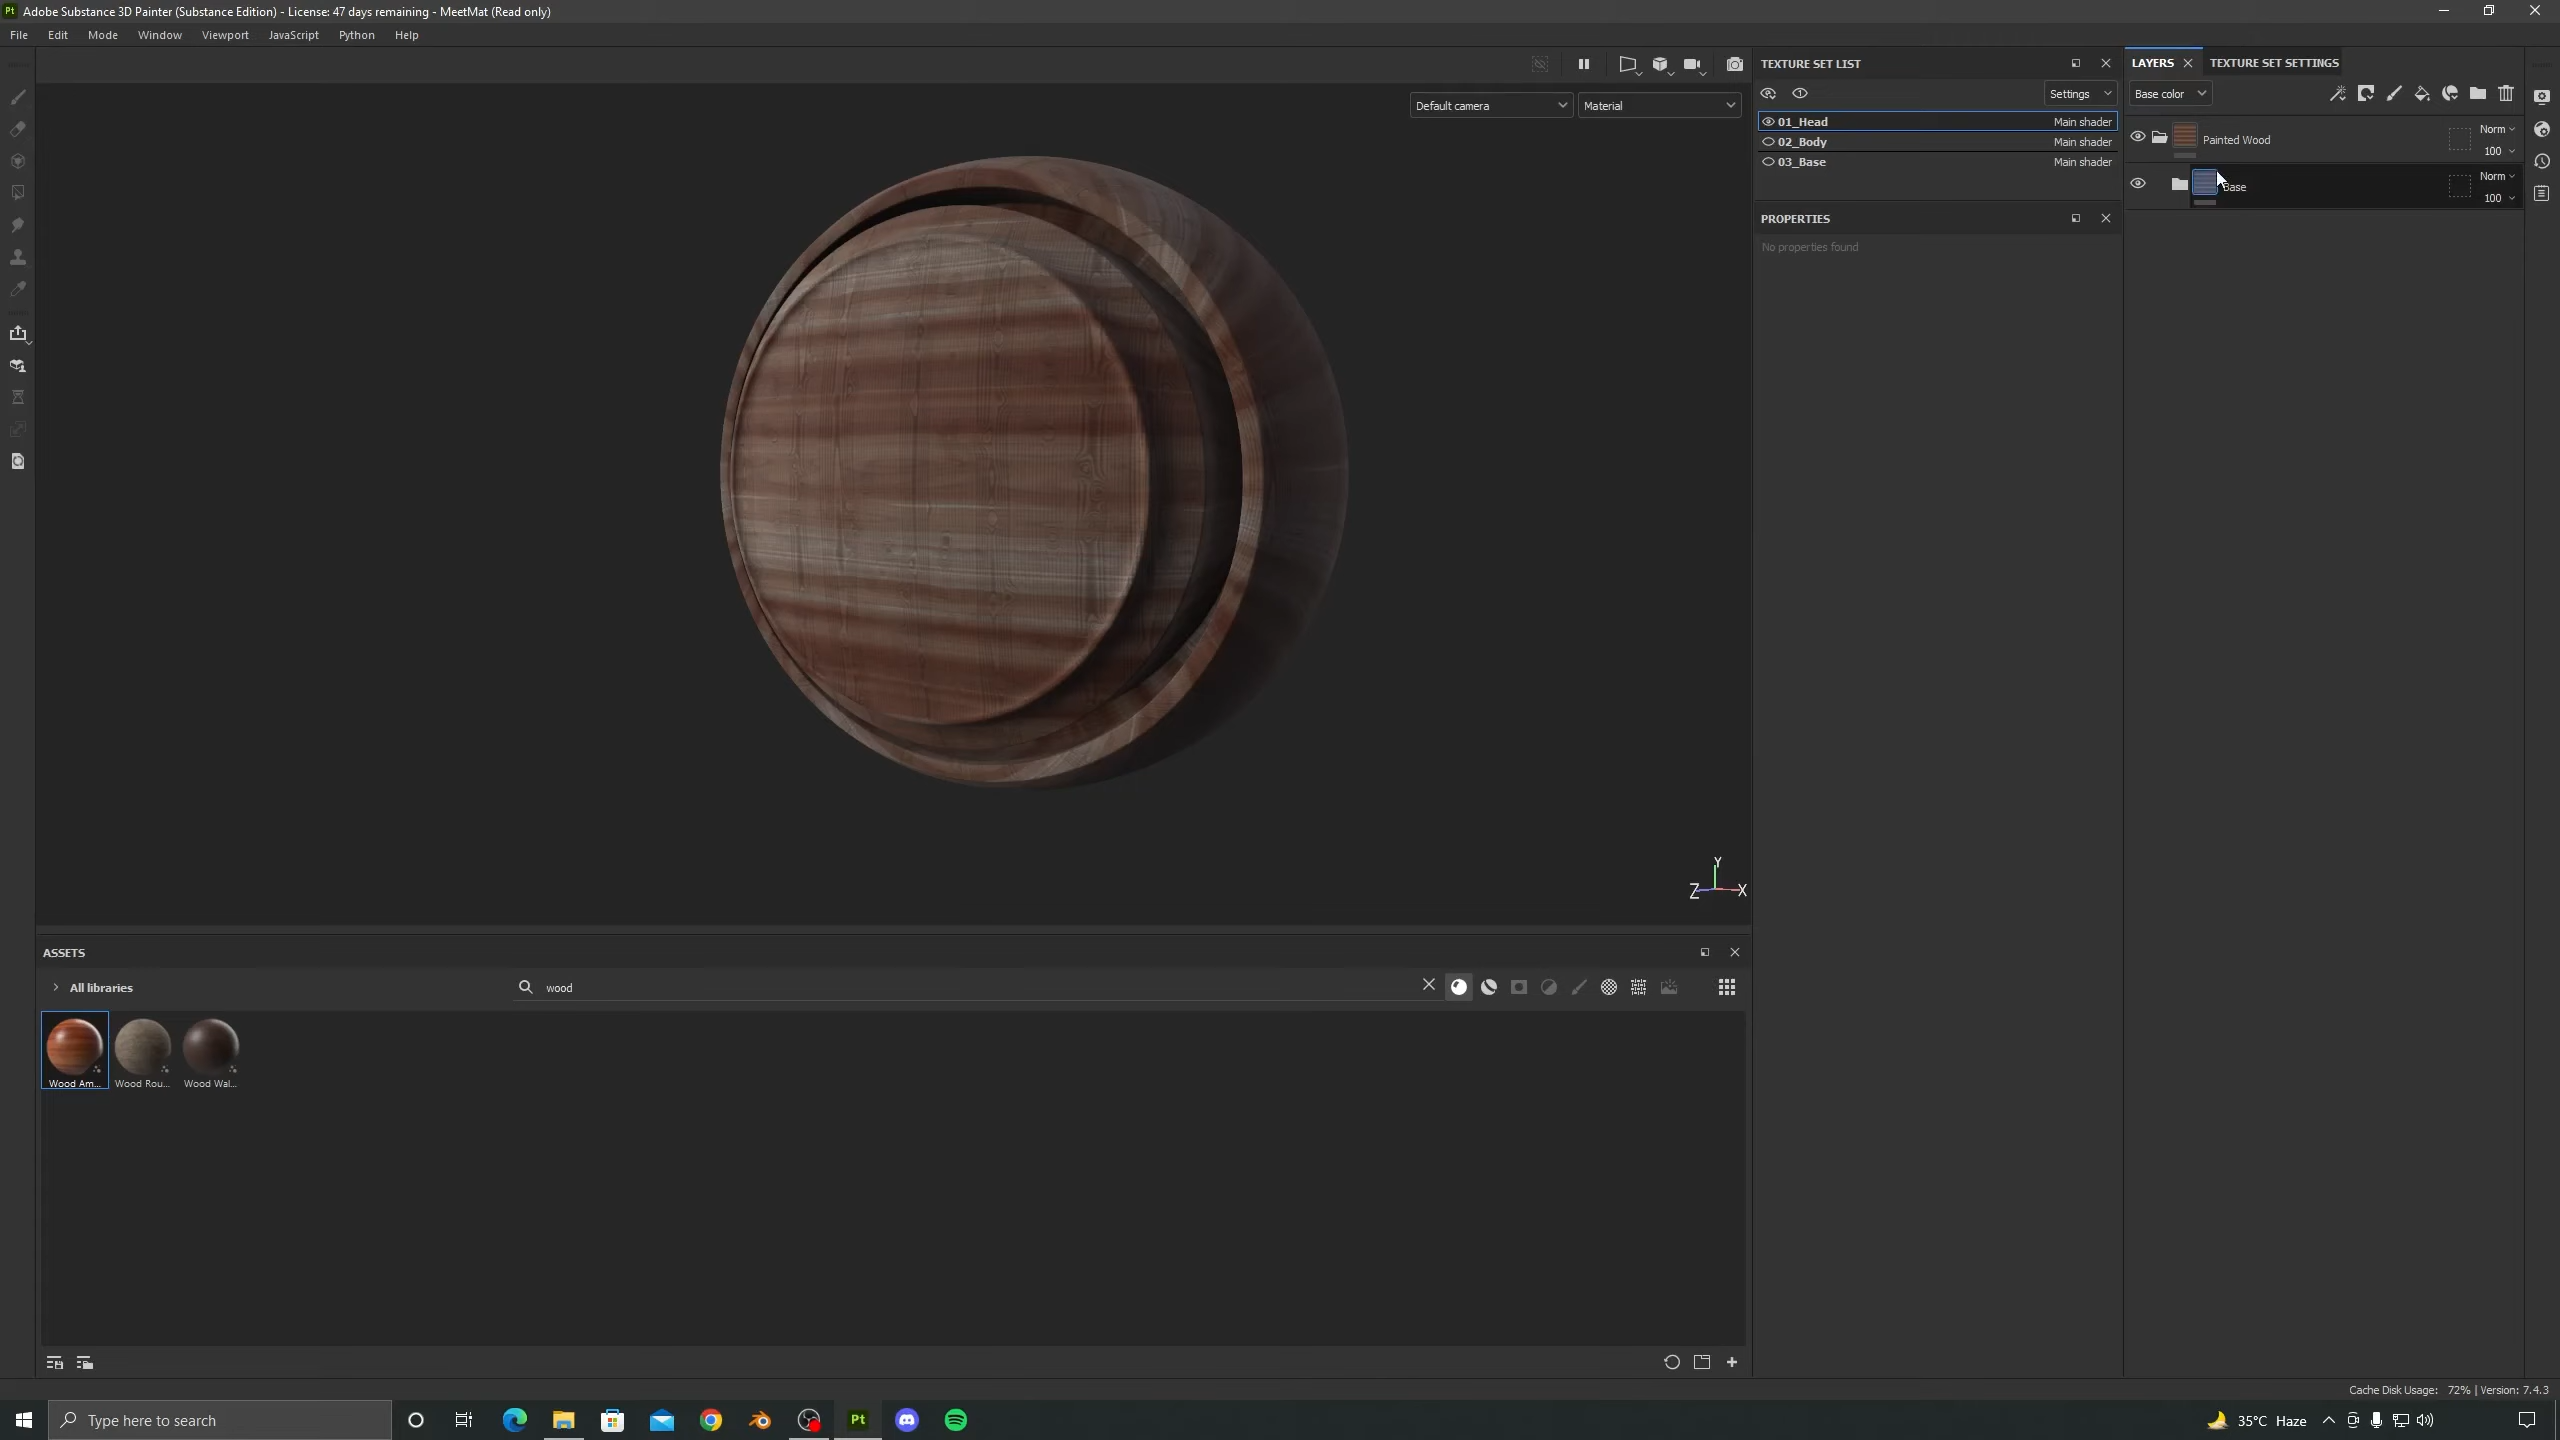 Pt Adobe Substance 3D Painter (Substance Edition) - License: 47 days remaining - MeetMat (Read only)
File Edit Mode Window Viewport JavaScript Python Help
Default camera Material
TEXTURE SET LIST
Settings
01_Head Main shader
02_Body Main shader
03_Base Main shader
PROPERTIES
No properties found
LAYERS TEXTURE SET SETTINGS
Base color
Painted Wood Norm
100
Base Norm
100
Y
Z X
ASSETS
All libraries wood
Wood Am... Wood Rou... Wood Wal...
Cache Disk Usage: 72% | Version: 7.4.3
Type here to search Pt 35°C Haze